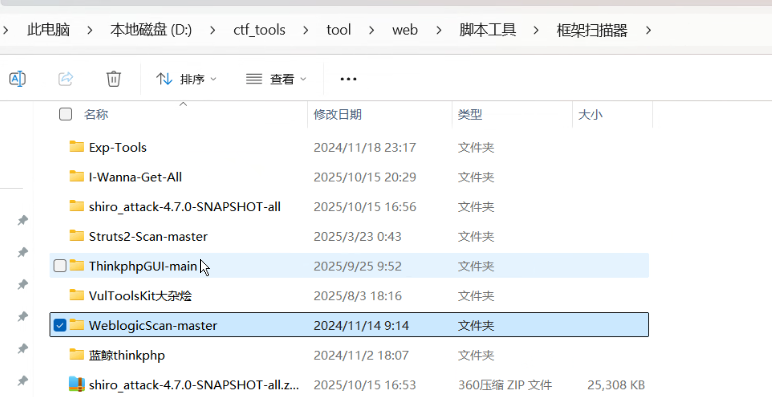 此电脑 本地磁盘 (D:) ctf_tools tool web 脚本工具 框架扫描器
排序 查看
名称 修改日期 类型 大小
Exp-Tools 2024/11/18 23:17 文件夹
I-Wanna-Get-All 2025/10/15 20:29 文件夹
shiro_attack-4.7.0-SNAPSHOT-all 2025/10/15 16:56 文件夹
Struts2-Scan-master 2025/3/23 0:43 文件夹
ThinkphpGUI-main 2025/9/25 9:52 文件夹
VulToolsKit大杂烩 2025/8/3 18:16 文件夹
WeblogicScan-master 2024/11/14 9:14 文件夹
蓝鲸thinkphp 2024/11/2 18:07 文件夹
shiro_attack-4.7.0-SNAPSHOT-all.z... 2025/10/15 16:53 360压缩 ZIP 文件 25,308 KB